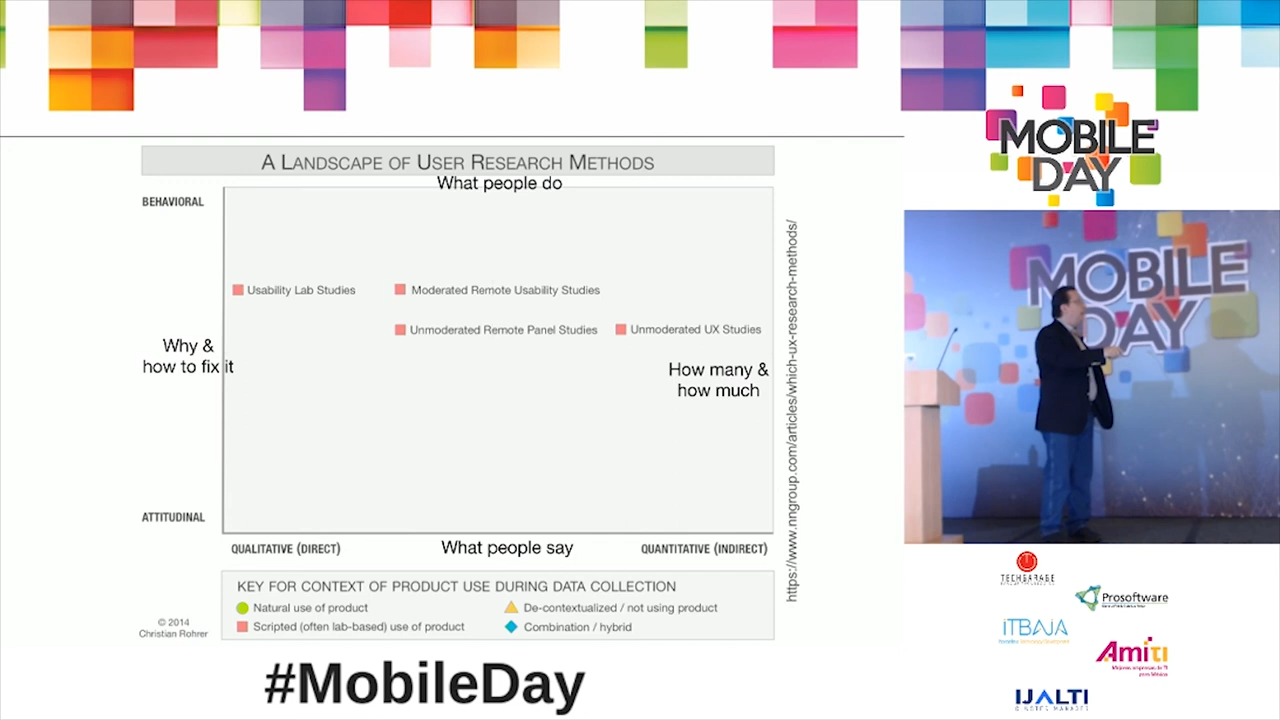 A LANDSCAPE OF USER RESEARCH METHODS
What people do
BEHAVIORAL
Usability Lab Studies
Moderated Remote Usability Studies
Unmoderated Remote Panel Studies
Unmoderated UX Studies
Why &
how to fix it
How many &
how much
ATTITUDINAL
QUALITATIVE (DIRECT)
What people say
QUANTITATIVE (INDIRECT)
https://www.nngroup.com/articles/which-ux-research-methods/
KEY FOR CONTEXT OF PRODUCT USE DURING DATA COLLECTION
Natural use of product
De-contextualized / not using product
Scripted (often lab-based) use of product
Combination / hybrid
© 2014
Christian Rohrer
#MobileDay
MOBILE
DAY
MOBILE
DAY
TECHGARAGE
Prosoftware
iTBAJA
Amiti
IJALTI